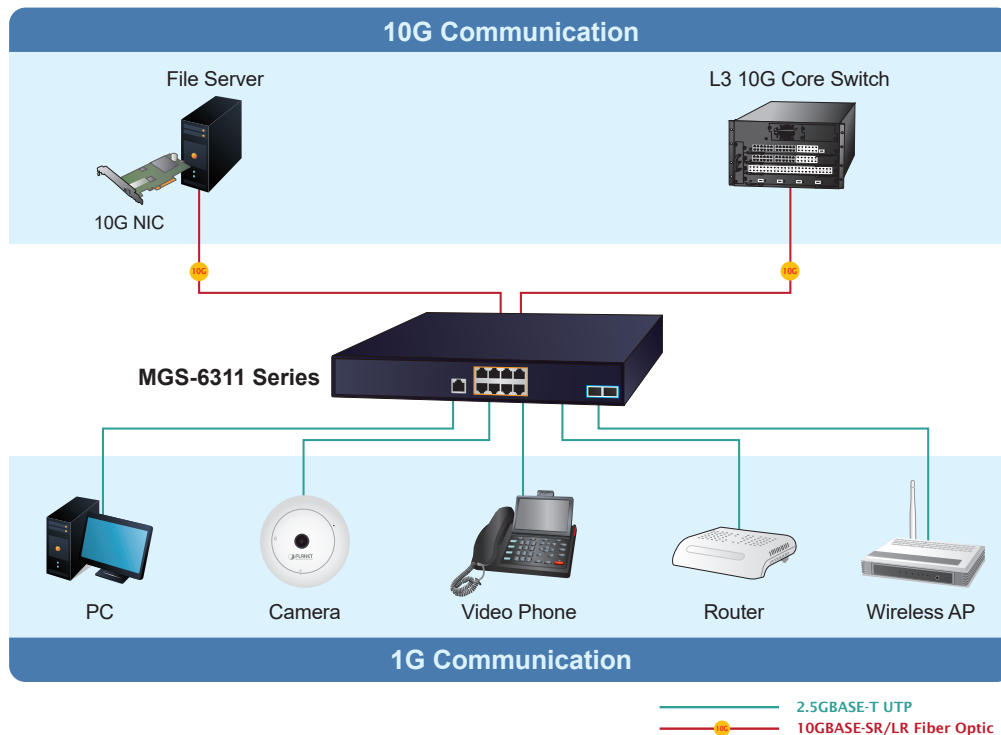 10G Communication
File Server
L3 10G Core Switch
10G NIC
10G
10G
MGS-6311 Series
PLANET
PC
Camera
Video Phone
Router
Wireless AP
1G Communication
2.5GBASE-T UTP
10G
10GBASE-SR/LR Fiber Optic